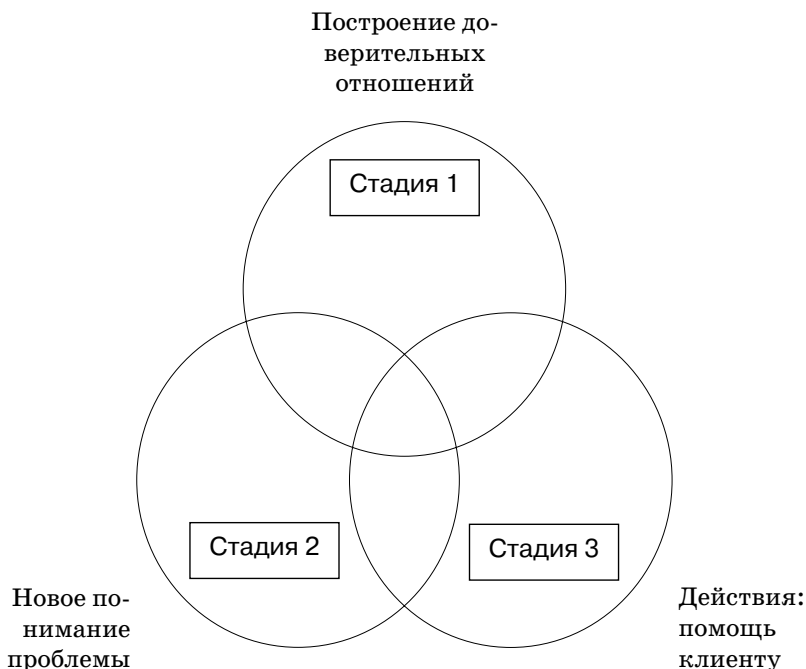 Построение до-
верительных
отношений
Стадия 1
Стадия 2
Стадия 3
Новое по-
нимание
проблемы
Действия:
помощь
клиенту